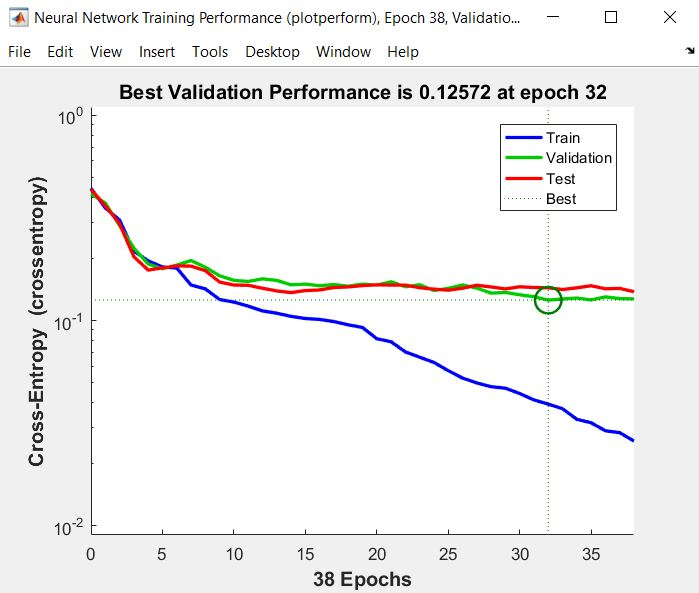 Neural Network Training Performance (plotperform), Epoch 38, Validatio...
File Edit View Insert Tools Desktop Window Help
Best Validation Performance is 0.12572 at epoch 32
10^0
10^-1
10^-2
Cross-Entropy (crossentropy)
Train
Validation
Test
Best
0 5 10 15 20 25 30 35
38 Epochs